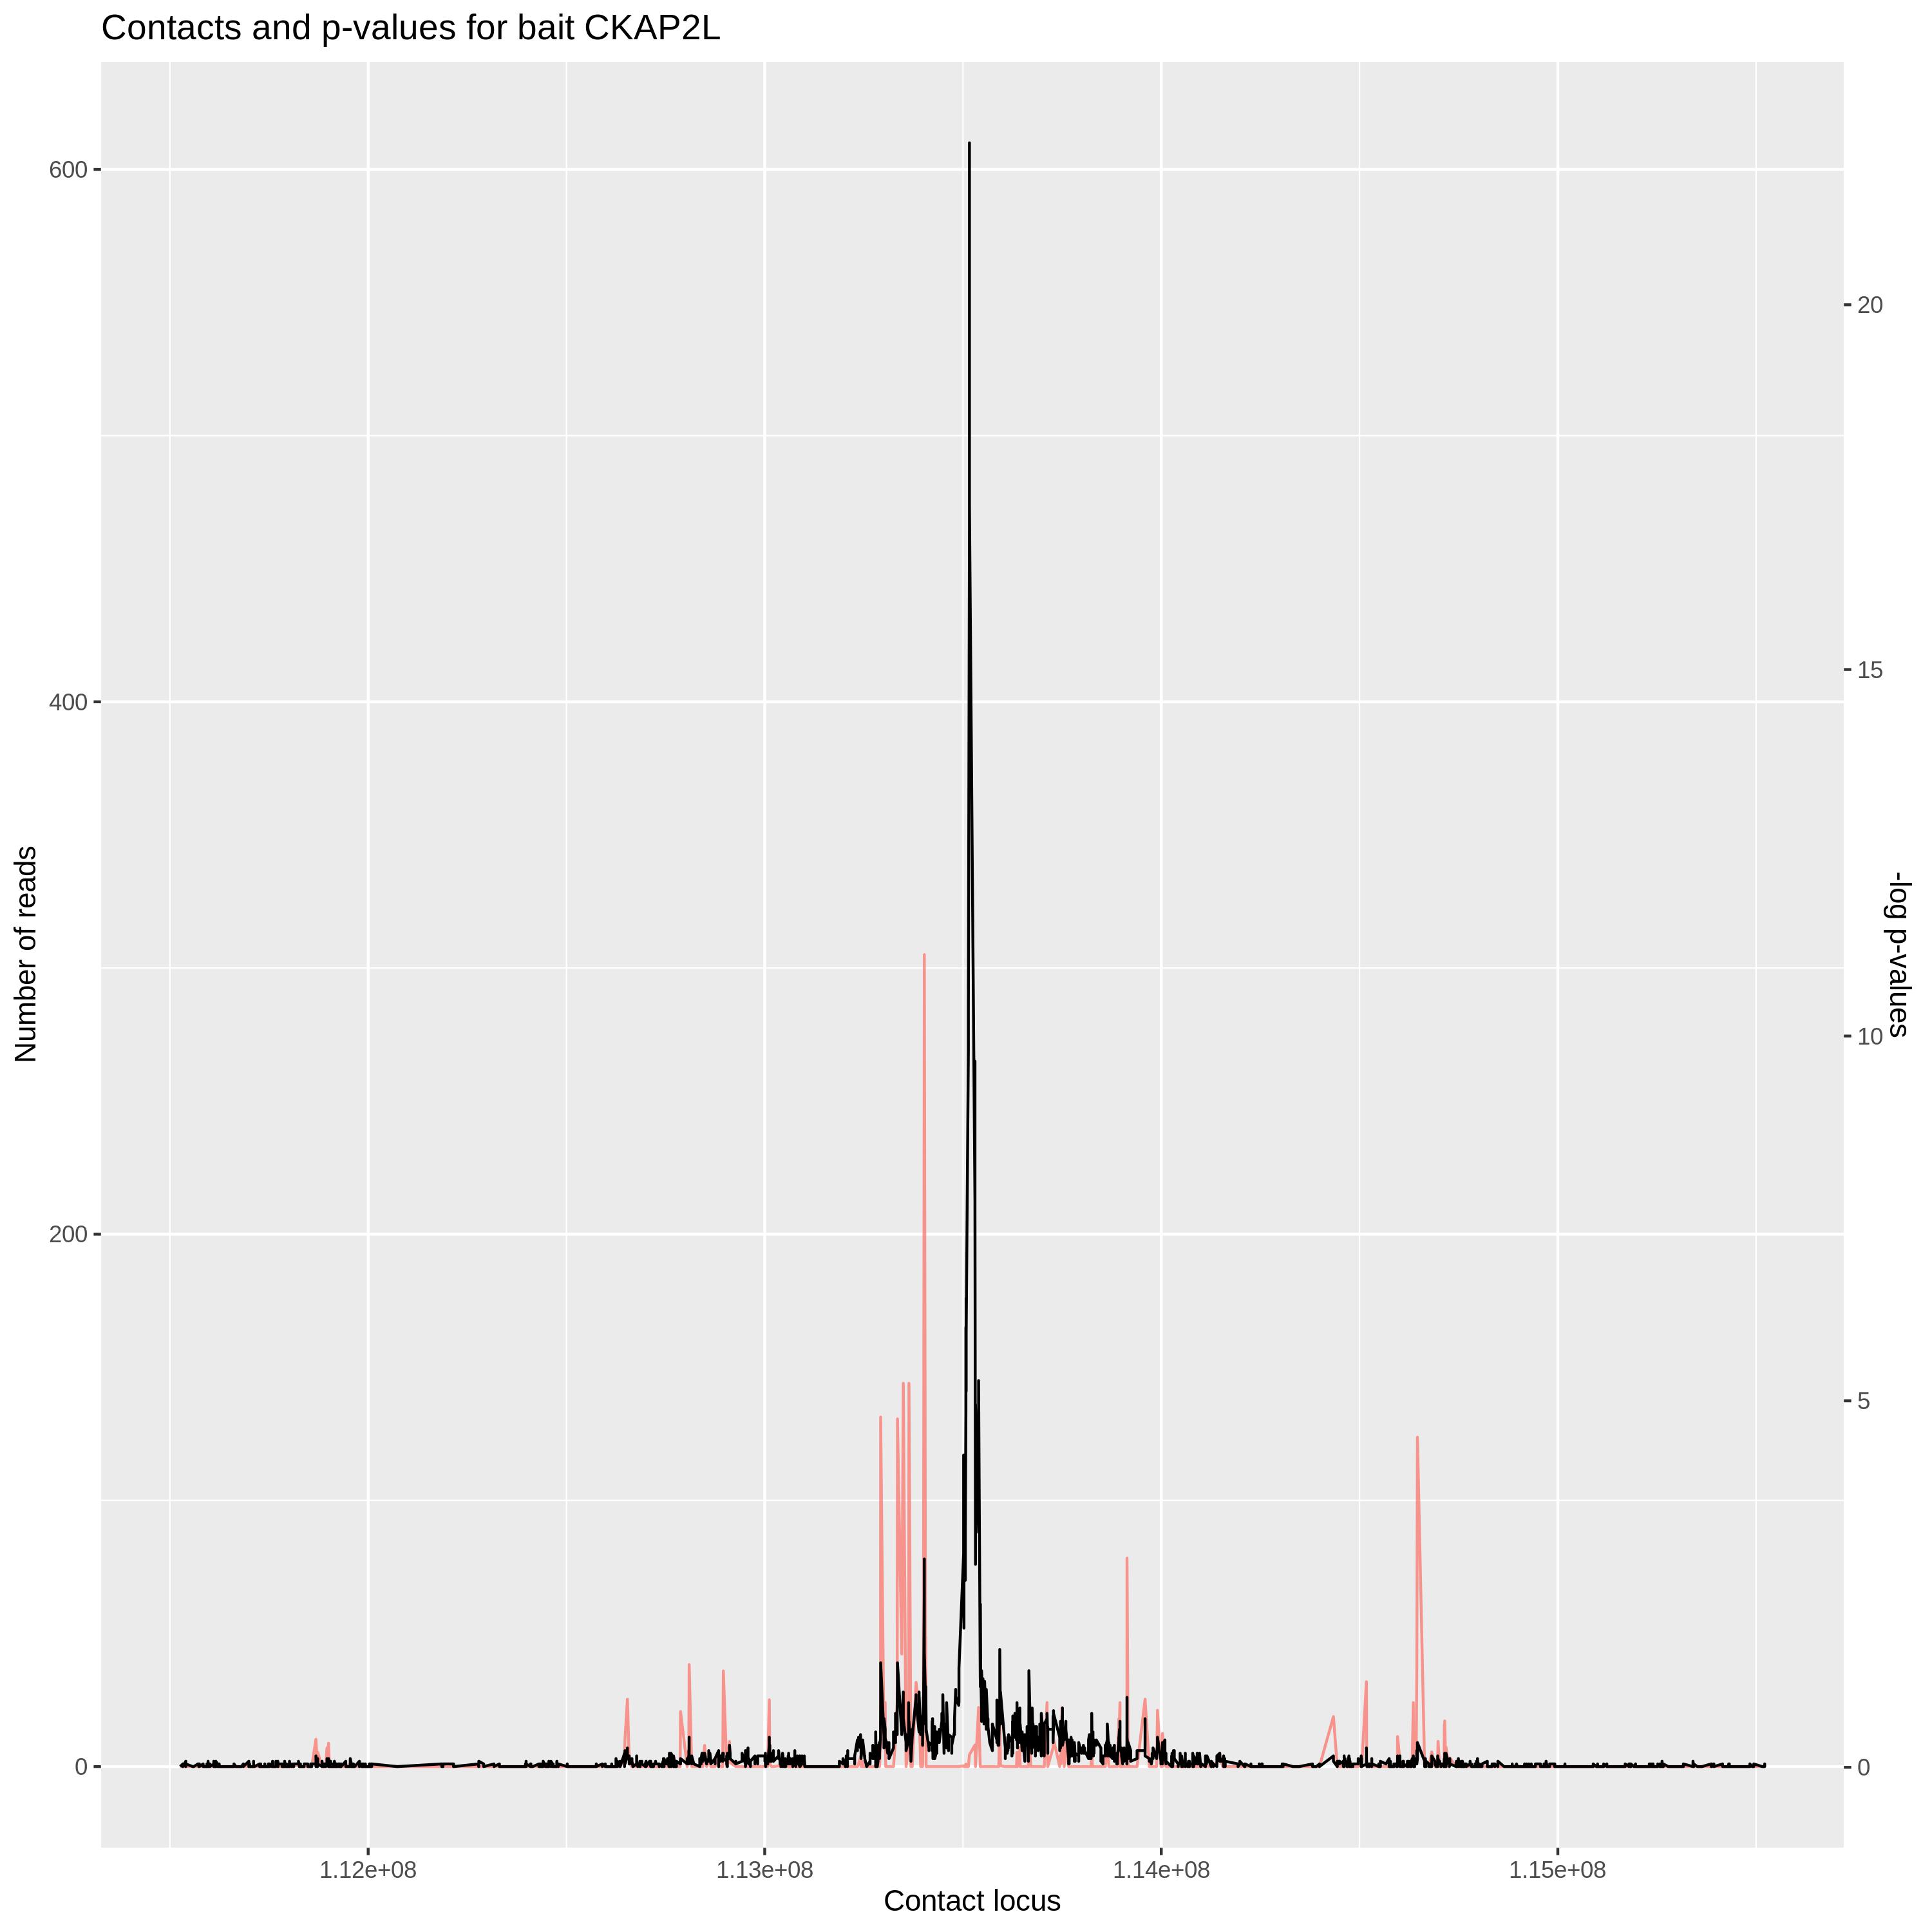 Contacts and p-values for bait CKAP2L
600
400
200
0
Number of reads
20
15
10
5
0
-log p-values
1.12e+08 1.13e+08 1.14e+08 1.15e+08
Contact locus